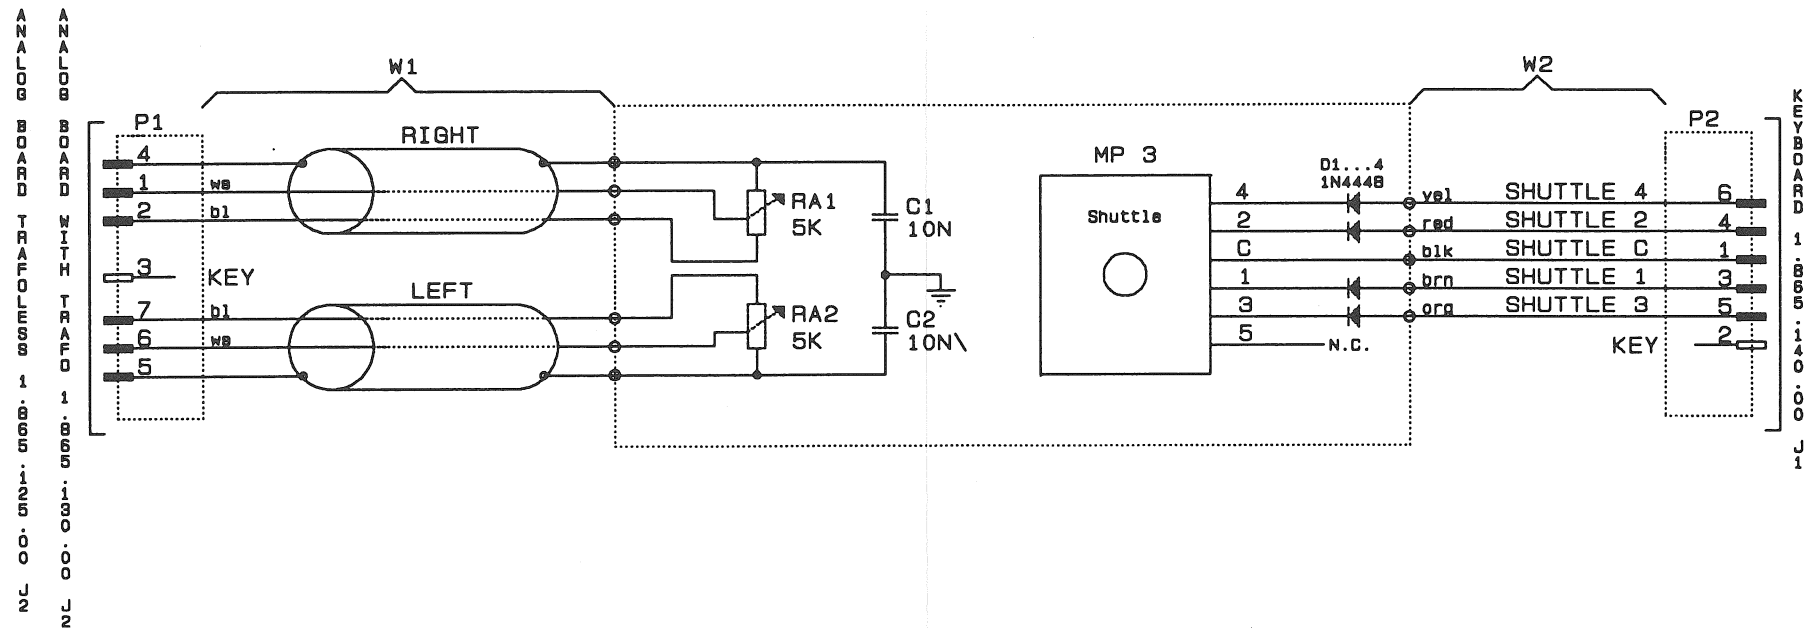 ANALOG BOARD TRAFOLESS 1.865.125.00 J2
ANALOG BOARD WITH TRAFO 1.865.130.00 J2
W1
P1
RIGHT
4
1 we
2 bl
3 KEY
LEFT
7 bl
6 we
5
RA1
5K
C1
10N
RA2
5K
C2
10N\
MP 3
Shuttle
D1...4
1N4448
W2
P2
4 yel SHUTTLE 4 6
2 red SHUTTLE 2 4
C blk SHUTTLE C 1
1 brn SHUTTLE 1 3
3 org SHUTTLE 3 5
5 N.C. KEY 2
KEYBOARD 1.865.140.00 J1